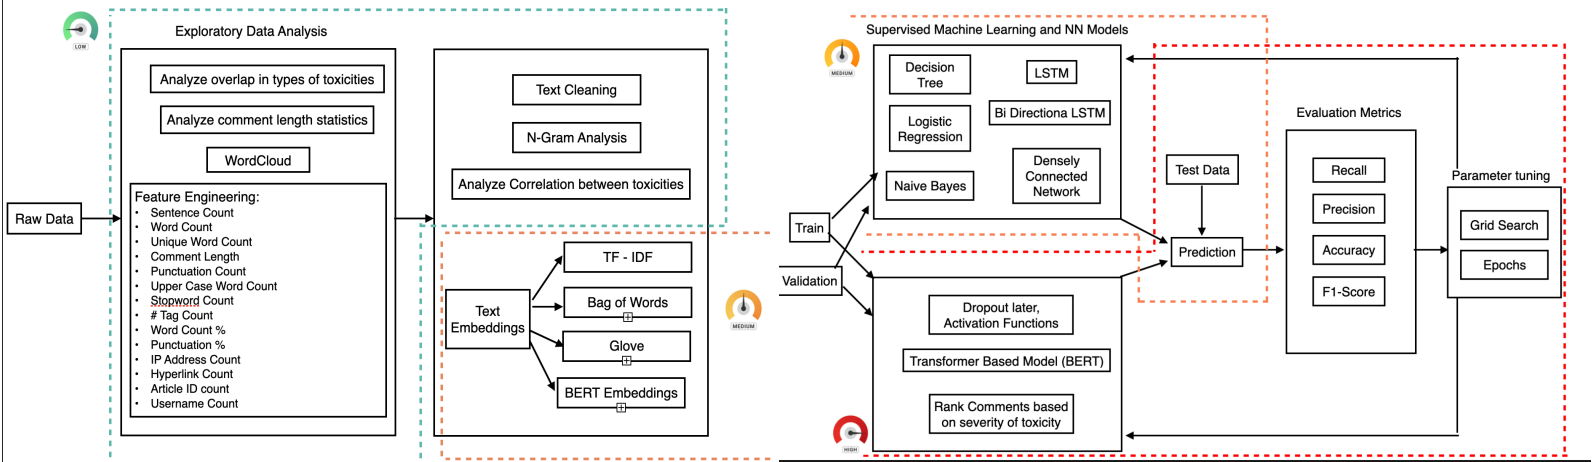 LOW
Exploratory Data Analysis
Analyze overlap in types of toxicities
Analyze comment length statistics
WordCloud
Feature Engineering:
• Sentence Count
• Word Count
• Unique Word Count
• Comment Length
• Punctuation Count
• Upper Case Word Count
• Stopword Count
• # Tag Count
• Word Count %
• Punctuation %
• IP Address Count
• Hyperlink Count
• Article ID count
• Username Count
Raw Data
Text Cleaning
N-Gram Analysis
Analyze Correlation between toxicities
Text
Embeddings
TF - IDF
Bag of Words
Glove
BERT Embeddings
MEDIUM
Supervised Machine Learning and NN Models
MEDIUM
Decision
Tree
LSTM
Logistic
Regression
Bi Directiona LSTM
Naive Bayes
Densely
Connected
Network
Train
Validation
Dropout later,
Activation Functions
Transformer Based Model (BERT)
Rank Comments based
on severity of toxicity
HIGH
Test Data
Prediction
Evaluation Metrics
Recall
Precision
Accuracy
F1-Score
Parameter tuning
Grid Search
Epochs